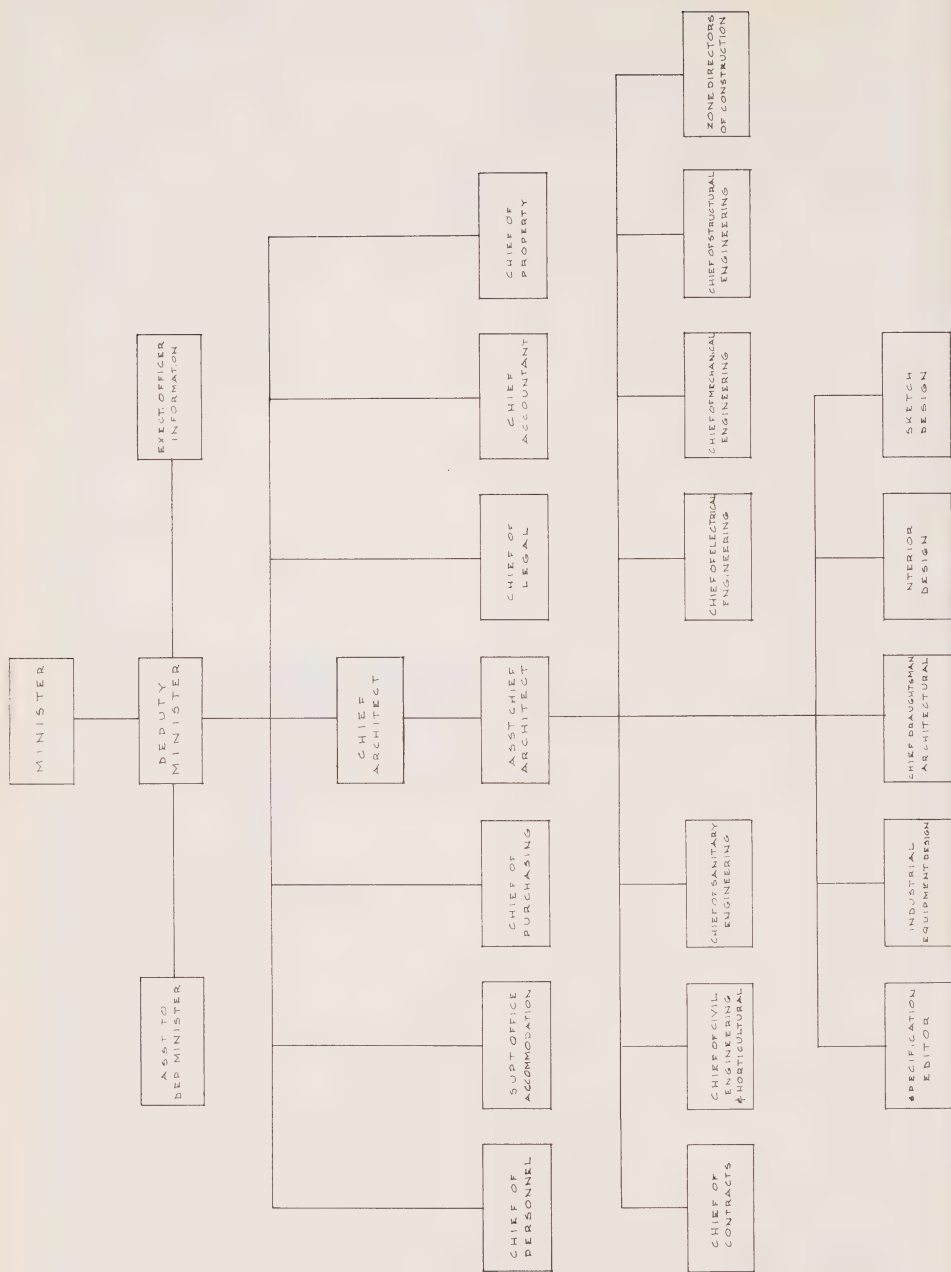 MINISTER
ASST TO
DEP MINISTER
DEPUTY
MINISTER
EXECT. OFFICER
INFORMATION
CHIEF
ARCHITECT
CHIEF OF
PERSONNEL
SUPT OFFICE
ACCOMMODATION
CHIEF OF
PURCHASING
ASST CHIEF
ARCHITECT
CHIEF OF
LEGAL
CHIEF
ACCOUNTANT
CHIEF OF
PROPERTY
CHIEF OF
CONTRACTS
CHIEF OF CIVIL
ENGINEERING
& HORTICULTURAL
CHIEF OF SANITARY
ENGINEERING
CHIEF OF ELECTRICAL
ENGINEERING
CHIEF OF MECHANICAL
ENGINEERING
CHIEF OF STRUCTURAL
ENGINEERING
ZONE DIRECTORS
OF CONSTRUCTION
SPECIFICATION
EDITOR
INDUSTRIAL
EQUIPMENT DESIGN
CHIEF DRAUGHTSMAN
ARCHITECTURAL
INTERIOR
DESIGN
SKETCH
DESIGN